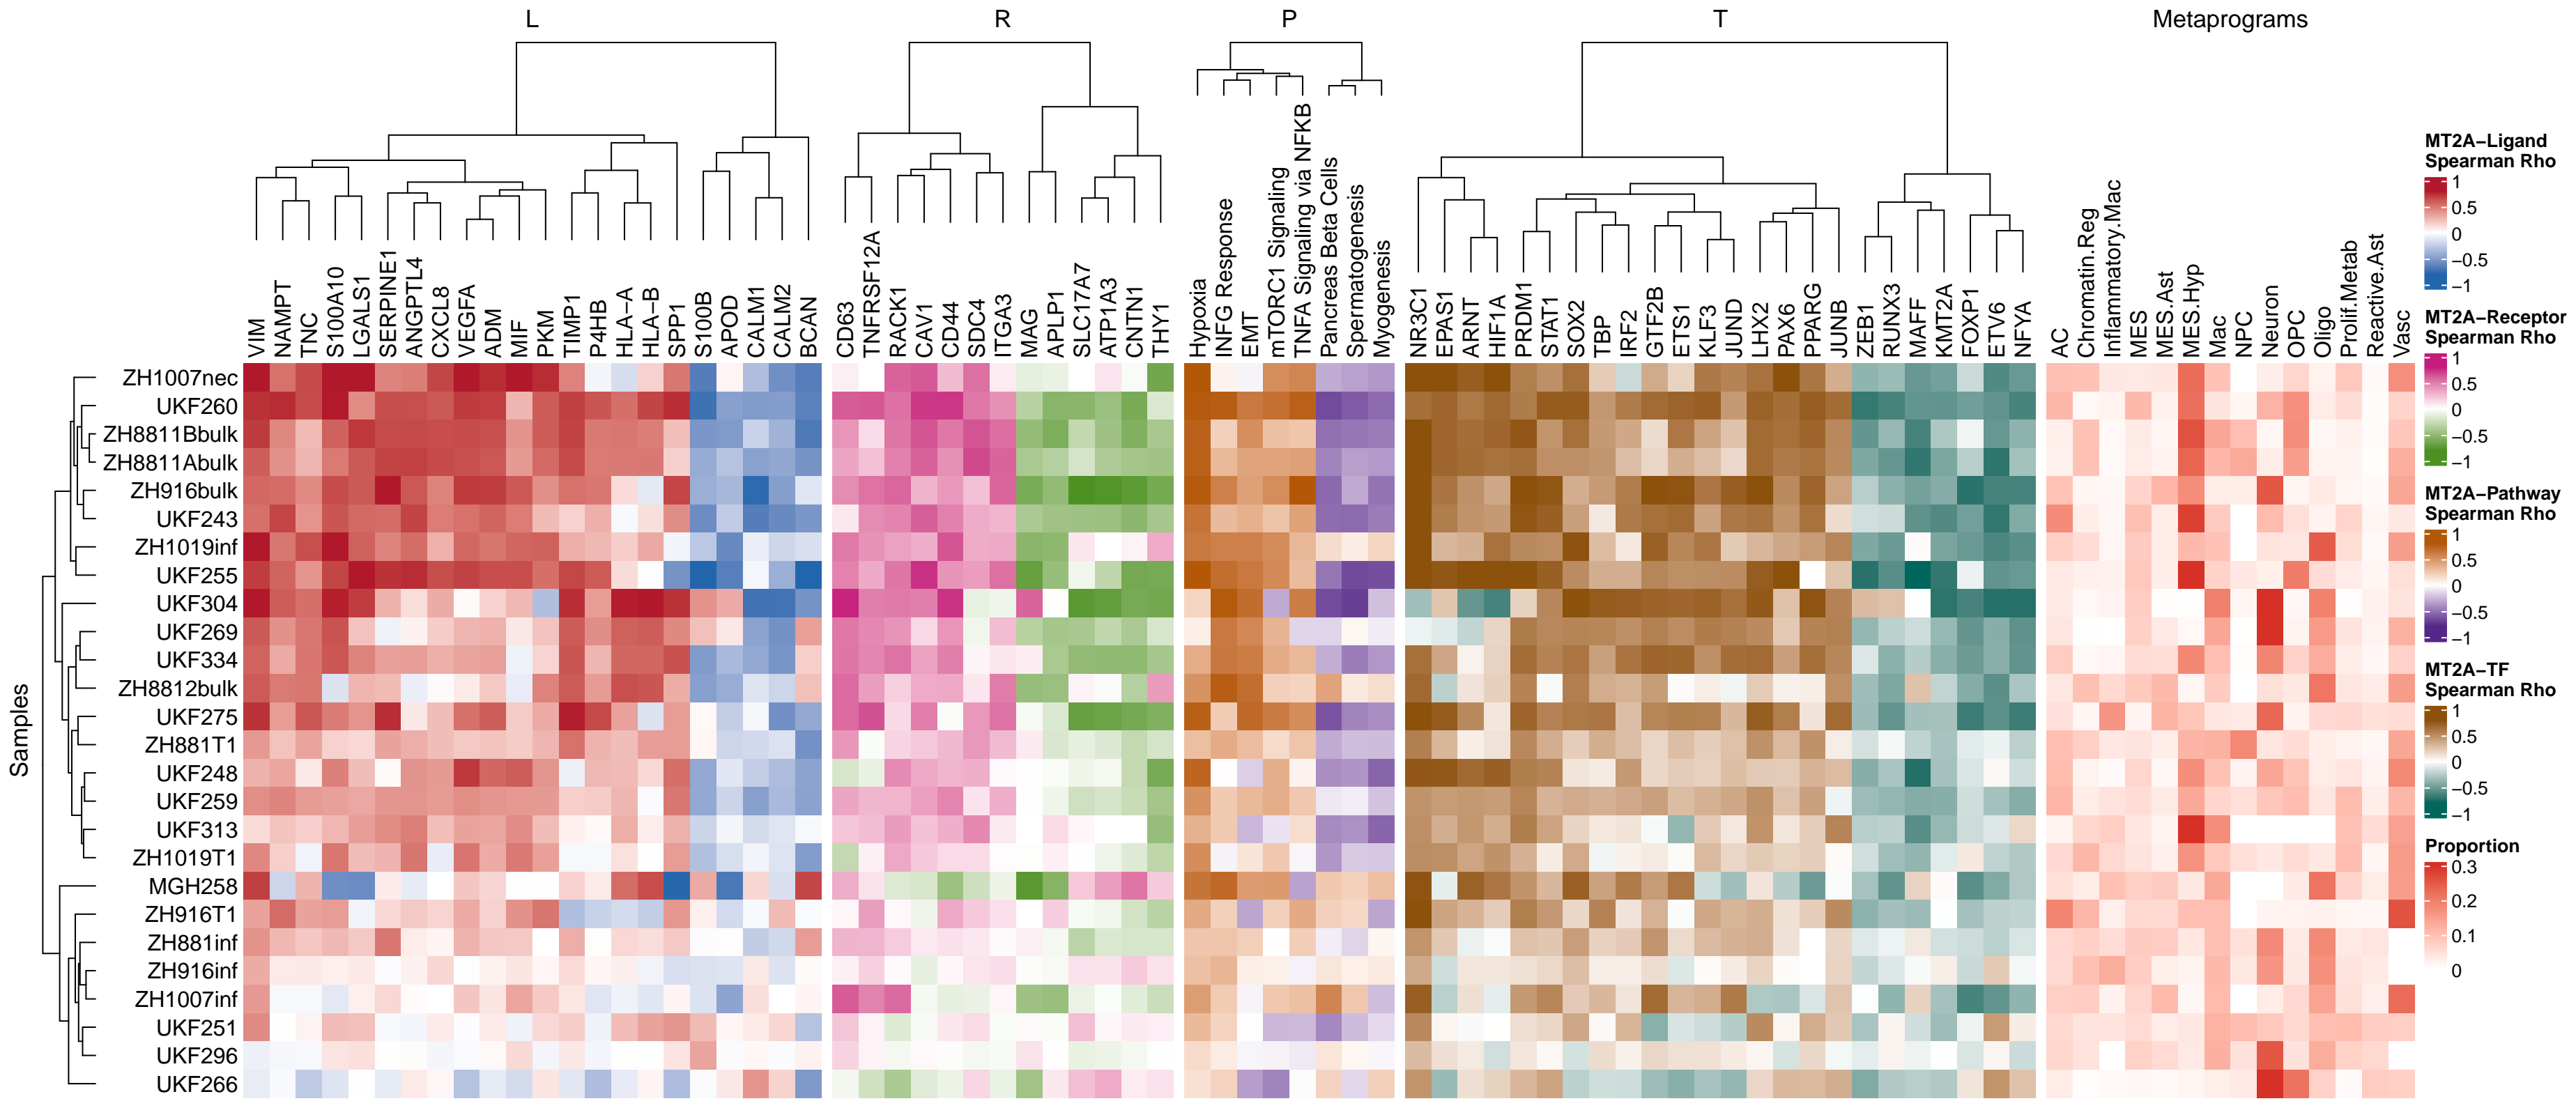 L R P T Metaprograms
VIM NAMPT TNC S100A10 LGALS1 SERPINE1 ANGPTL4 CXCL8 VEGFA ADM MIF PKM TIMP1 P4HB HLA−A HLA−B SPP1 S100B APOD CALM1 CALM2 BCAN
CD63 TNFRSF12A RACK1 CAV1 CD44 SDC4 ITGA3 MAG APLP1 SLC17A7 ATP1A3 CNTN1 THY1
Hypoxia
INFG Response
EMT
mTORC1 Signaling
TNFA Signaling via NFKB
Pancreas Beta Cells
Spermatogenesis
Myogenesis
NR3C1 EPAS1 ARNT HIF1A PRDM1 STAT1 SOX2 TBP IRF2 GTF2B ETS1 KLF3 JUND LHX2 PAX6 PPARG JUNB ZEB1 RUNX3 MAFF KMT2A FOXP1 ETV6 NFYA
AC Chromatin.Reg Inflammatory.Mac MES MES.Ast MES.Hyp Mac NPC Neuron OPC Oligo Prolif.Metab Reactive.Ast Vasc
Samples
ZH1007nec
UKF260
ZH8811Bbulk
ZH8811Abulk
ZH916bulk
UKF243
ZH1019inf
UKF255
UKF304
UKF269
UKF334
ZH8812bulk
UKF275
ZH881T1
UKF248
UKF259
UKF313
ZH1019T1
MGH258
ZH916T1
ZH881inf
ZH916inf
ZH1007inf
UKF251
UKF296
UKF266
MT2A−Ligand
Spearman Rho
1
0.5
0
−0.5
−1
MT2A−Receptor
Spearman Rho
1
0.5
0
−0.5
−1
MT2A−Pathway
Spearman Rho
1
0.5
0
−0.5
−1
MT2A−TF
Spearman Rho
1
0.5
0
−0.5
−1
Proportion
0.3
0.2
0.1
0